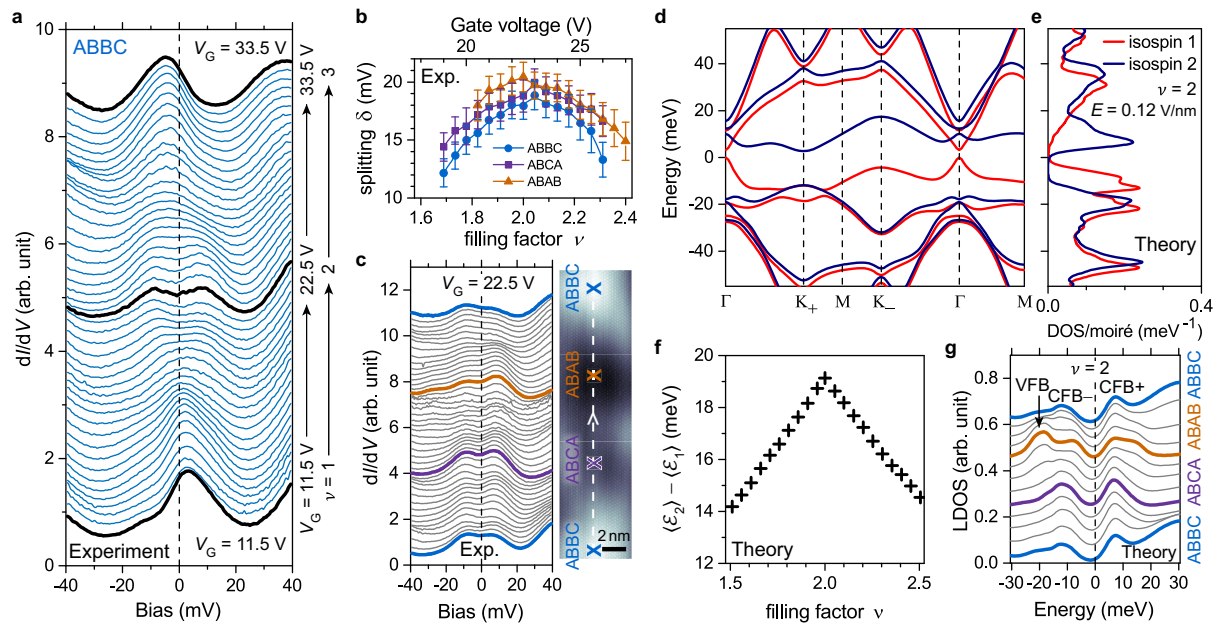 a
10
8
6
4
2
0
dI/dV (arb. unit)
ABBC
V_G = 33.5 V
Experiment
V_G = 11.5 V
-40
-20
0
20
40
Bias (mV)
V_G = 11.5 V
22.5 V
33.5 V
ν = 1
2
3
b
Gate voltage (V)
20
25
Exp.
20
15
10
splitting δ (mV)
ABBC
ABCA
ABAB
1.6
1.8
2.0
2.2
2.4
filling factor ν
c
V_G = 22.5 V
12
10
8
6
4
2
0
dI/dV (arb. unit)
Exp.
-40
-20
0
20
40
Bias (mV)
ABBC
ABAB
ABCA
ABBC
2 nm
d
40
20
0
-20
-40
Energy (meV)
Γ
K+
M
K−
Γ
M
e
isospin 1
isospin 2
ν = 2
E = 0.12 V/nm
Theory
0.0
0.4
DOS/moiré (meV⁻¹)
f
20
18
16
14
12
⟨ε₂⟩ − ⟨ε₁⟩ (meV)
Theory
1.5
2.0
2.5
filling factor ν
g
-30
-20
-10
0
10
20
30
0.8
0.6
0.4
0.2
0.0
LDOS (arb. unit)
ν = 2
VFB
CFB−
CFB+
ABBC
ABAB
ABCA
ABBC
Theory
-30
-20
-10
0
10
20
30
Energy (meV)